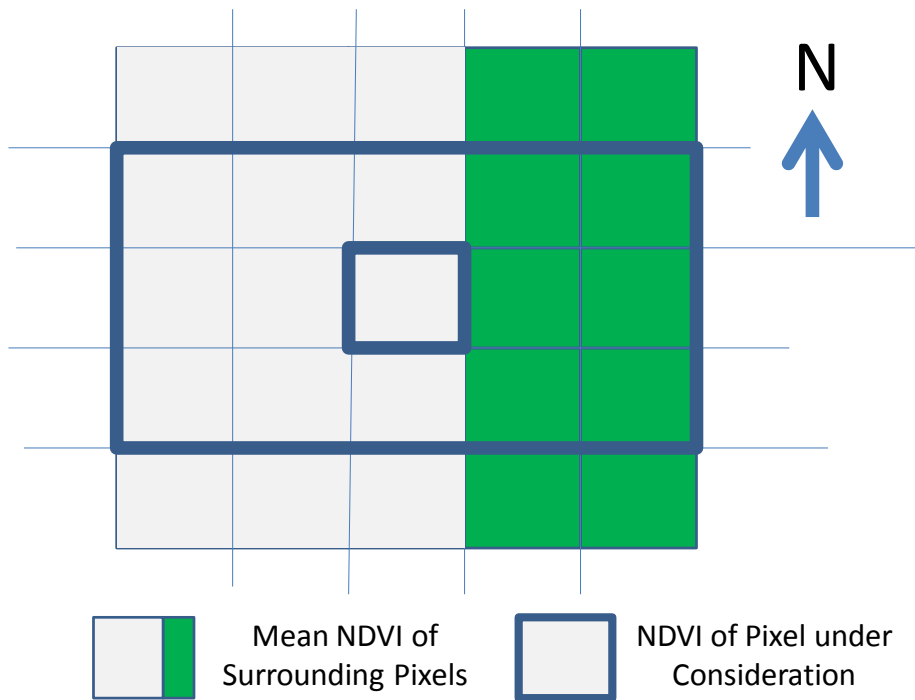 N
Mean NDVI of
Surrounding Pixels
NDVI of Pixel under
Consideration